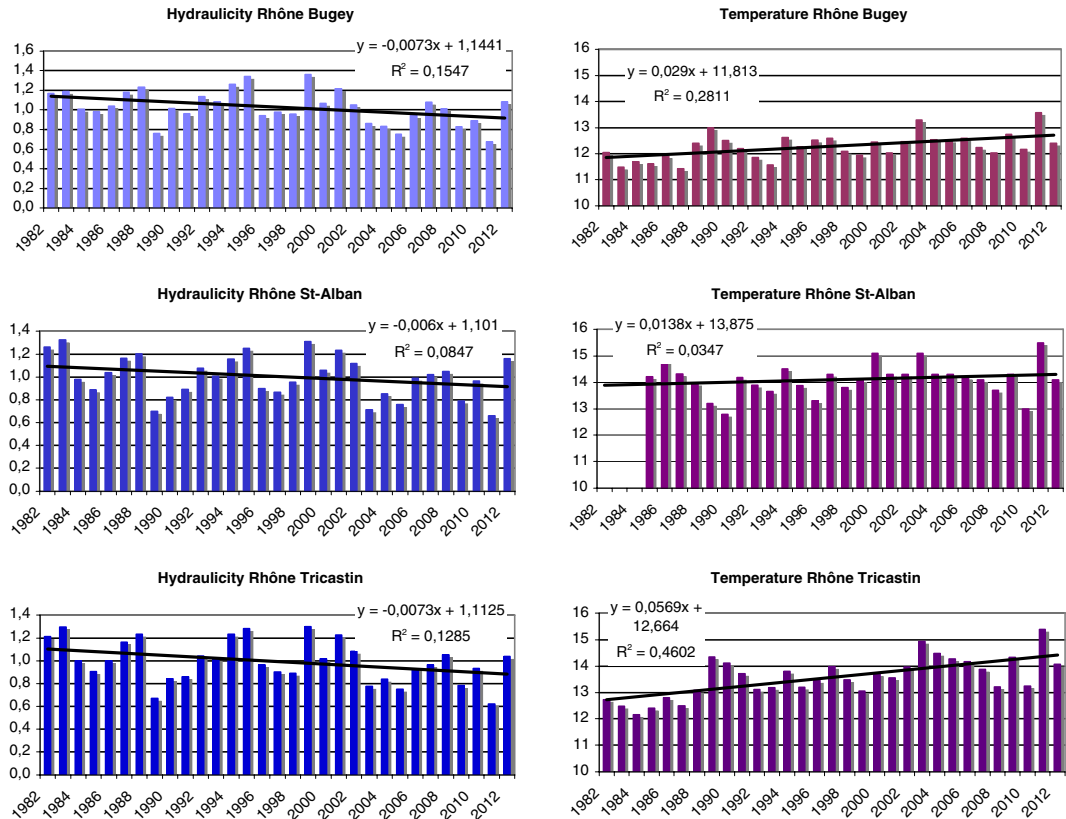 Hydraulicity Rhône Bugey
y = -0,0073x + 1,1441
R² = 0,1547
1,6
1,4
1,2
1,0
0,8
0,6
0,4
0,2
0,0
1982 1984 1986 1988 1990 1992 1994 1996 1998 2000 2002 2004 2006 2008 2010 2012
Temperature Rhône Bugey
y = 0,029x + 11,813
R² = 0,2811
16
15
14
13
12
11
10
1982 1984 1986 1988 1990 1992 1994 1996 1998 2000 2002 2004 2006 2008 2010 2012
Hydraulicity Rhône St-Alban
y = -0,006x + 1,101
R² = 0,0847
1,4
1,2
1,0
0,8
0,6
0,4
0,2
0,0
1982 1984 1986 1988 1990 1992 1994 1996 1998 2000 2002 2004 2006 2008 2010 2012
Temperature Rhône St-Alban
y = 0,0138x + 13,875
R² = 0,0347
16
15
14
13
12
11
10
1982 1984 1986 1988 1990 1992 1994 1996 1998 2000 2002 2004 2006 2008 2010 2012
Hydraulicity Rhône Tricastin
y = -0,0073x + 1,1125
R² = 0,1285
1,4
1,2
1,0
0,8
0,6
0,4
0,2
0,0
1982 1984 1986 1988 1990 1992 1994 1996 1998 2000 2002 2004 2006 2008 2010 2012
Temperature Rhône Tricastin
y = 0,0569x +
12,664
R² = 0,4602
16
15
14
13
12
11
10
1982 1984 1986 1988 1990 1992 1994 1996 1998 2000 2002 2004 2006 2008 2010 2012